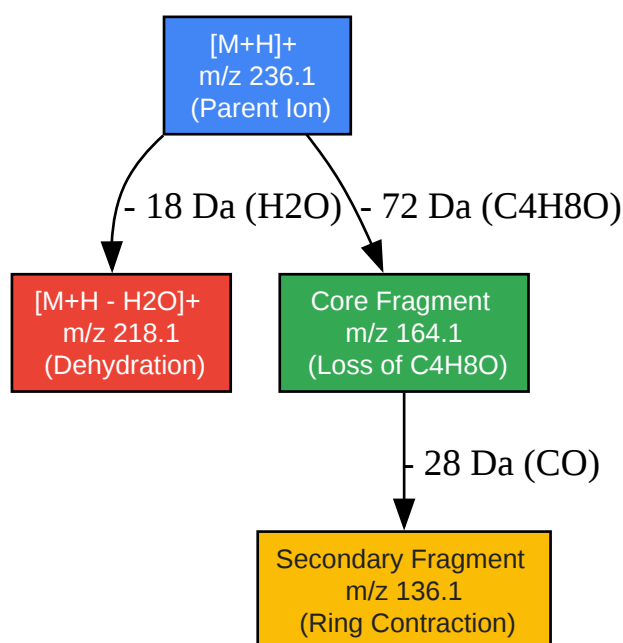 [M+H]+
m/z 236.1
(Parent Ion)
- 18 Da (H2O)
- 72 Da (C4H8O)
[M+H - H2O]+
m/z 218.1
(Dehydration)
Core Fragment
m/z 164.1
(Loss of C4H8O)
- 28 Da (CO)
Secondary Fragment
m/z 136.1
(Ring Contraction)